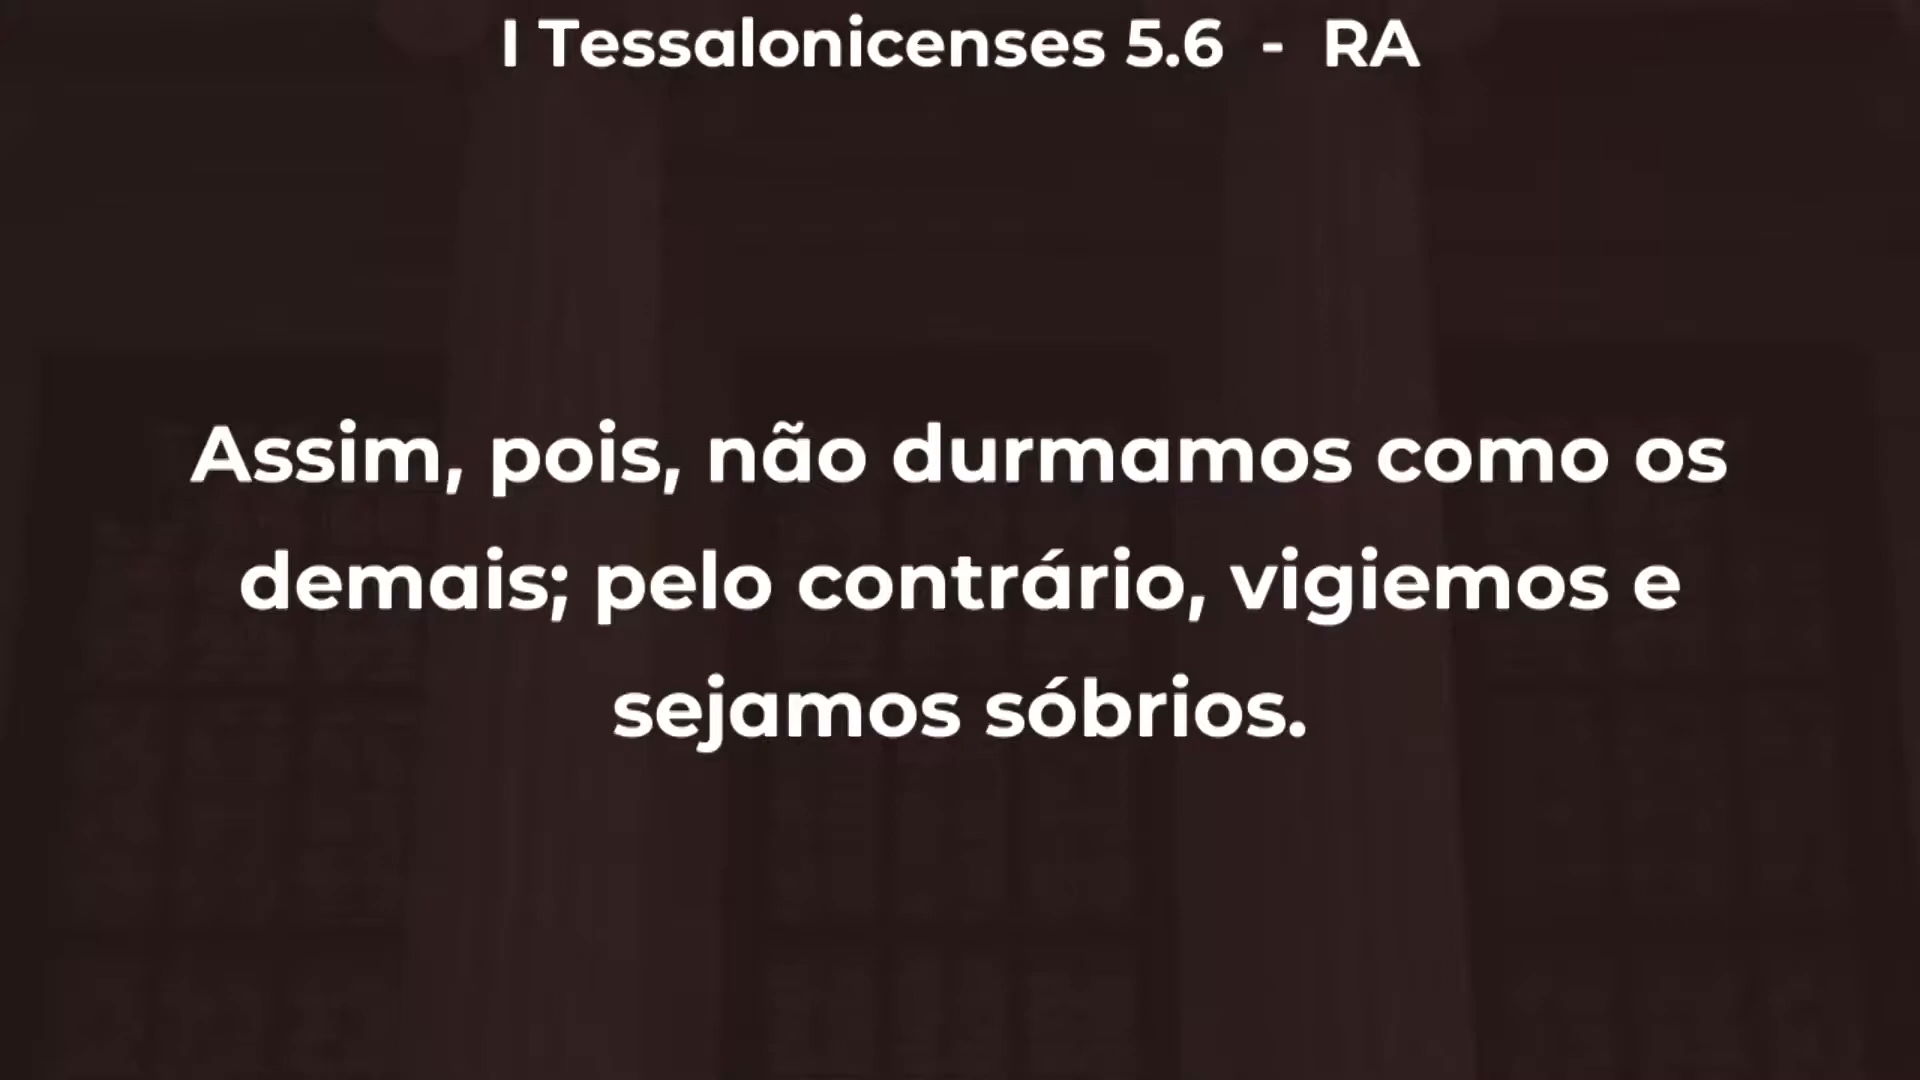 I Tessalonicenses 5.6 - RA
Assim, pois, não durmamos como os
demais; pelo contrário, vigiemos e
sejamos sóbrios.